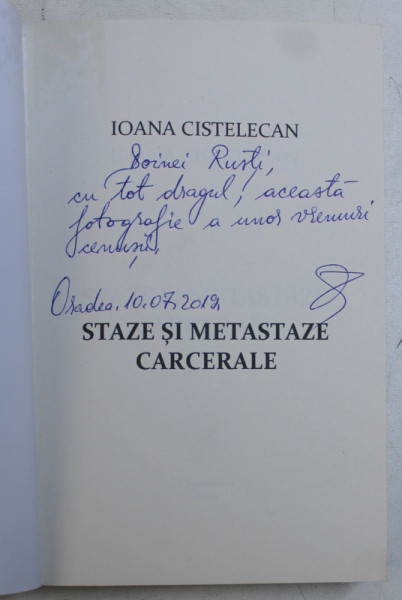 IOANA CISTELECAN
Doinei Ruști,
cu tot dragul, această
fotografie a unor vremuri
cenușii,
Oradea, 10.07.2019
STAZE ȘI METASTAZE
CARCERALE